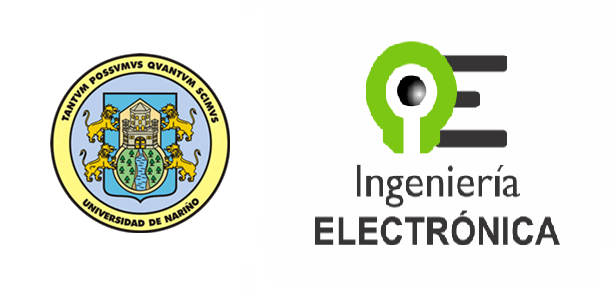 TANTVM POSSVMVS QVANTVM SCIMVS
UNIVERSIDAD DE NARIÑO
Ingeniería
ELECTRÓNICA